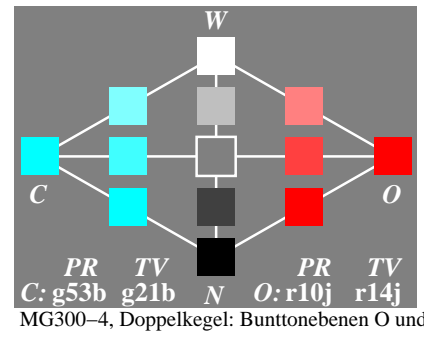 W
C
O
PR TV PR TV
C: g53b g21b N O: r10j r14j
MG300−4, Doppelkegel: Bunttonebenen O und